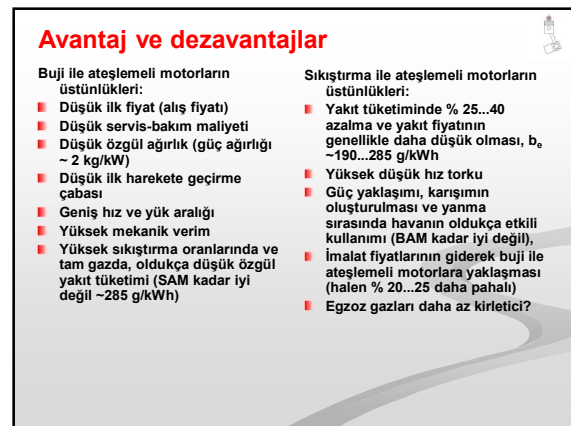 Avantaj ve dezavantajlar
Buji ile ateşlemeli motorların
üstünlükleri:
Düşük ilk fiyat (alış fiyatı)
Düşük servis-bakım maliyeti
Düşük özgül ağırlık (güç ağırlığı
~ 2 kg/kW)
Düşük ilk harekete geçirme
çabası
Geniş hız ve yük aralığı
Yüksek mekanik verim
Yüksek sıkıştırma oranlarında ve
tam gazda, oldukça düşük özgül
yakıt tüketimi (SAM kadar iyi
değil ~285 g/kWh)
Sıkıştırma ile ateşlemeli motorların
üstünlükleri:
Yakıt tüketiminde % 25...40
azalma ve yakıt fiyatının
genellikle daha düşük olması, be
~190...285 g/kWh
Yüksek düşük hız torku
Güç yaklaşımı, karışımın
oluşturulması ve yanma
sırasında havanın oldukça etkili
kullanımı (BAM kadar iyi değil),
İmalat fiyatlarının giderek buji ile
ateşlemeli motorlara yaklaşması
(halen % 20...25 daha pahalı)
Egzoz gazları daha az kirletici?